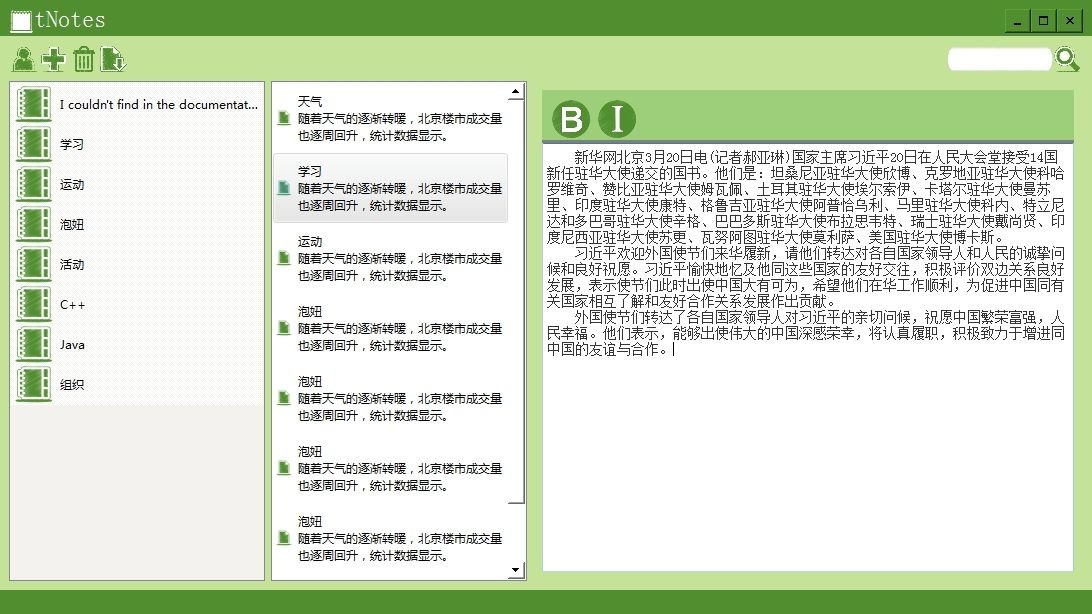 tNotes
I couldn't find in the documentat...
学习
运动
泡妞
活动
C++
Java
组织
天气
随着天气的逐渐转暖，北京楼市成交量
也逐周回升，统计数据显示。
学习
随着天气的逐渐转暖，北京楼市成交量
也逐周回升，统计数据显示。
运动
随着天气的逐渐转暖，北京楼市成交量
也逐周回升，统计数据显示。
泡妞
随着天气的逐渐转暖，北京楼市成交量
也逐周回升，统计数据显示。
泡妞
随着天气的逐渐转暖，北京楼市成交量
也逐周回升，统计数据显示。
泡妞
随着天气的逐渐转暖，北京楼市成交量
也逐周回升，统计数据显示。
泡妞
随着天气的逐渐转暖，北京楼市成交量
也逐周回升，统计数据显示。
B I
新华网北京3月20日电(记者郝亚琳)国家主席习近平20日在人民大会堂接受14国
新任驻华大使递交的国书。他们是：坦桑尼亚驻华大使欣博、克罗地亚驻华大使科哈
罗维奇、赞比亚驻华大使姆瓦佩、土耳其驻华大使埃尔索伊、卡塔尔驻华大使曼苏
里、印度驻华大使康特、格鲁吉亚驻华大使阿普恰乌利、马里驻华大使科内、特立尼
达和多巴哥驻华大使辛格、巴巴多斯驻华大使布拉思韦特、瑞士驻华大使戴尚贤、印
度尼西亚驻华大使苏更、瓦努阿图驻华大使莫利萨、美国驻华大使博卡斯。
习近平欢迎外国使节们来华履新，请他们转达对各自国家领导人和人民的诚挚问
候和良好祝愿。习近平愉快地忆及他同这些国家的友好交往，积极评价双边关系良好
发展，表示使节们此时出使中国大有可为，希望他们在华工作顺利，为促进中国同有
关国家相互了解和友好合作关系发展作出贡献。
外国使节们转达了各自国家领导人对习近平的亲切问候，祝愿中国繁荣富强，人
民幸福。他们表示，能够出使伟大的中国深感荣幸，将认真履职，积极致力于增进同
中国的友谊与合作。